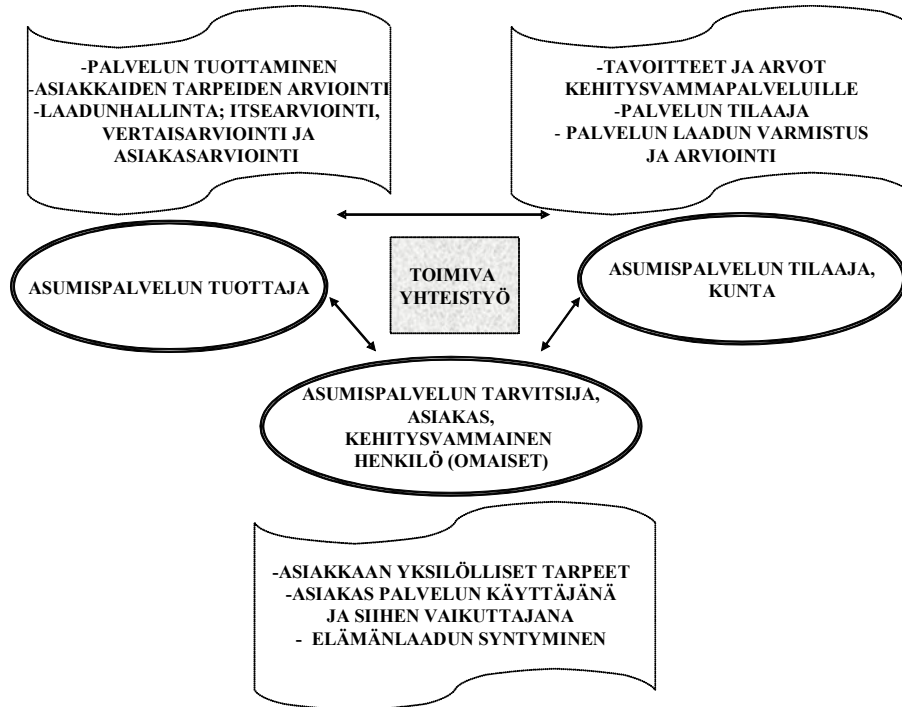 -PALVELUN TUOTTAMINEN
-ASIAKKAIDEN TARPEIDEN ARVIOINTI
-LAADUNHALLINTA; ITSEARVIOINTI,
VERTAISARVIOINTI JA
ASIAKASARVIOINTI
-TAVOITTEET JA ARVOT
KEHITYSVAMMAPALVELUILLE
-PALVELUN TILAAJA
- PALVELUN LAADUN VARMISTUS
JA ARVIOINTI
ASUMISPALVELUN TUOTTAJA
TOIMIVA
YHTEISTYÖ
ASUMISPALVELUN TILAAJA,
KUNTA
ASUMISPALVELUN TARVITSIJA,
ASIAKAS,
KEHITYSVAMMAINEN
HENKILÖ (OMAISET)
-ASIAKKAAN YKSILÖLLISET TARPEET
-ASIAKAS PALVELUN KÄYTTÄJÄNÄ
JA SIIHEN VAIKUTTAJANA
- ELÄMÄNLAADUN SYNTYMINEN